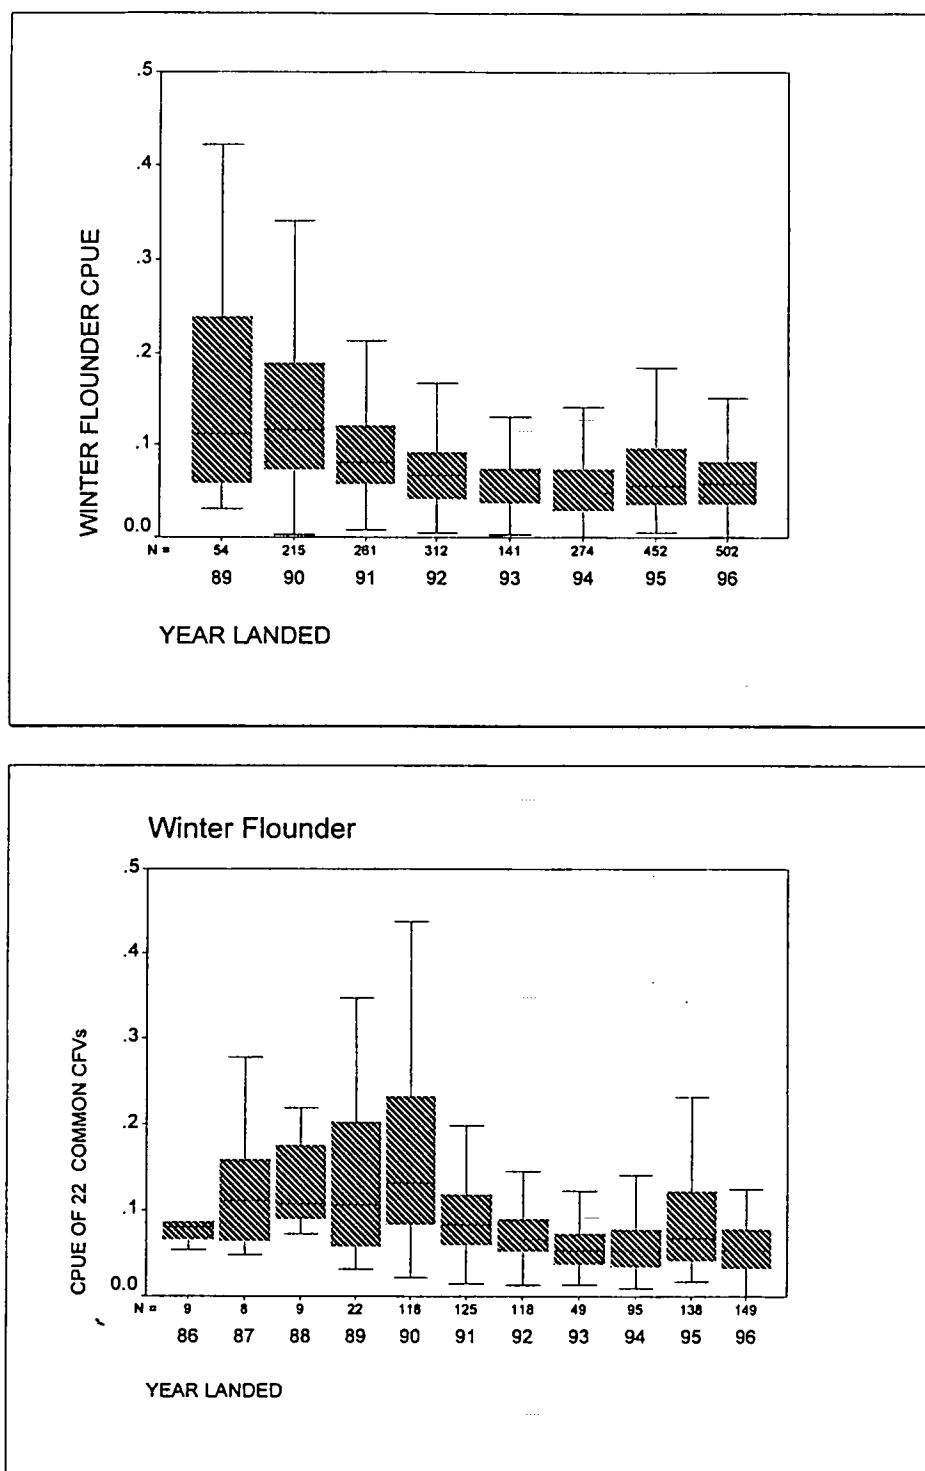 .5
.4
.3
.2
.1
0.0
WINTER FLOUNDER CPUE
N = 54 215 261 312 141 274 452 502
89 90 91 92 93 94 95 96
YEAR LANDED
Winter Flounder
.5
.4
.3
.2
.1
0.0
CPUE OF 22 COMMON CFVs
N = 9 8 9 22 116 125 118 49 95 138 149
86 87 88 89 90 91 92 93 94 95 96
YEAR LANDED